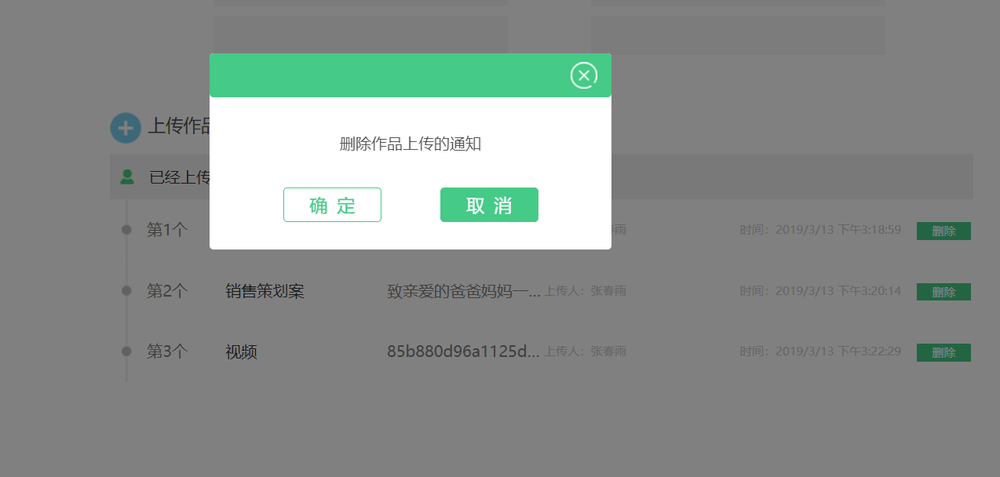 上传作品
删除作品上传的通知
已经上传
确 定
取 消
第1个
春雨
时间：2019/3/13 下午3:18:59
删除
第2个
销售策划案
致亲爱的爸爸妈妈一...
上传人：张春雨
时间：2019/3/13 下午3:20:14
删除
第3个
视频
85b880d96a1125d...
上传人：张春雨
时间：2019/3/13 下午3:22:29
删除